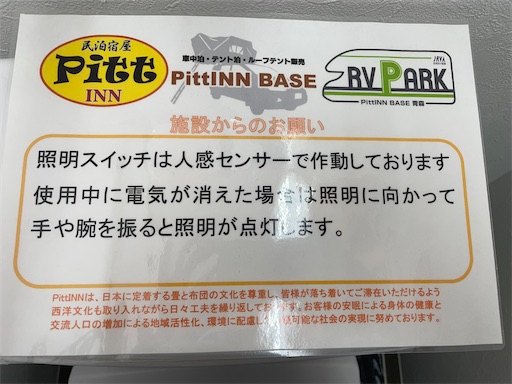 民泊宿屋
Pitt
INN
車中泊・テント泊・ルーフテント販売
PittINN BASE
JRVA
RV PARK
PittINN BASE 青森
施設からのお願い
照明スイッチは人感センサーで作動しております
使用中に電気が消えた場合は照明に向かって
手や腕を振ると照明が点灯します。
PittINNは、日本に定着する畳と布団の文化を尊重し、皆様が落ち着いてご滞在いただけるよう
西洋文化も取り入れながら日々工夫を繰り返しております。お客様の安眠による身体の健康と
交流人口の増加による地域活性化、環境に配慮した持続可能な社会の実現に努めております。